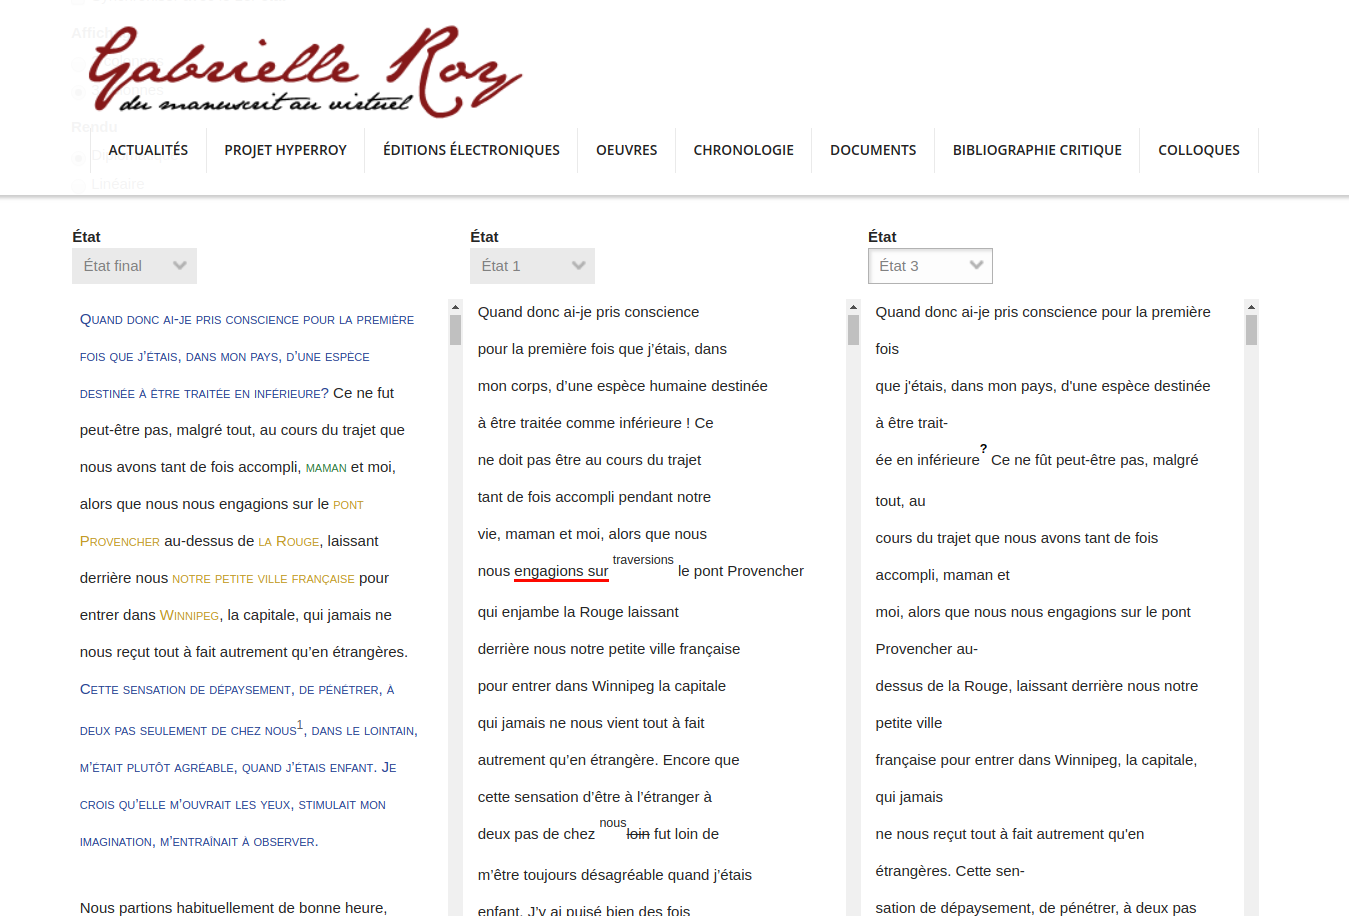 Affich
Rendu
Linéaire
Gabrielle Roy
du manuscrit au virtuel
ACTUALITÉS
PROJET HYPERROY
ÉDITIONS ÉLECTRONIQUES
OEUVRES
CHRONOLOGIE
DOCUMENTS
BIBLIOGRAPHIE CRITIQUE
COLLOQUES
État
État final
Quand donc ai-je pris conscience pour la première
fois que j’étais, dans mon pays, d’une espèce
destinée à être traitée en inférieure? Ce ne fut
peut-être pas, malgré tout, au cours du trajet que
nous avons tant de fois accompli, maman et moi,
alors que nous nous engagions sur le pont
Provencher au-dessus de la Rouge, laissant
derrière nous notre petite ville française pour
entrer dans Winnipeg, la capitale, qui jamais ne
nous reçut tout à fait autrement qu’en étrangères.
Cette sensation de dépaysement, de pénétrer, à
deux pas seulement de chez nous1, dans le lointain,
m’était plutôt agréable, quand j’étais enfant. Je
crois qu’elle m’ouvrait les yeux, stimulait mon
imagination, m’entraînait à observer.
Nous partions habituellement de bonne heure,
État
État 1
Quand donc ai-je pris conscience
pour la première fois que j’étais, dans
mon corps, d’une espèce humaine destinée
à être traitée comme inférieure ! Ce
ne doit pas être au cours du trajet
tant de fois accompli pendant notre
vie, maman et moi, alors que nous
nous engagions sur traversions le pont Provencher
qui enjambe la Rouge laissant
derrière nous notre petite ville française
pour entrer dans Winnipeg la capitale
qui jamais ne nous vient tout à fait
autrement qu’en étrangère. Encore que
cette sensation d’être à l’étranger à
deux pas de chez nous loin fut loin de
m’être toujours désagréable quand j’étais
enfant. J’y ai puisé bien des fois
État
État 3
Quand donc ai-je pris conscience pour la première
fois
que j'étais, dans mon pays, d'une espèce destinée
à être trait-
ée en inférieure? Ce ne fût peut-être pas, malgré
tout, au
cours du trajet que nous avons tant de fois
accompli, maman et
moi, alors que nous nous engagions sur le pont
Provencher au-
dessus de la Rouge, laissant derrière nous notre
petite ville
française pour entrer dans Winnipeg, la capitale,
qui jamais
ne nous reçut tout à fait autrement qu'en
étrangères. Cette sen-
sation de dépaysement, de pénétrer, à deux pas